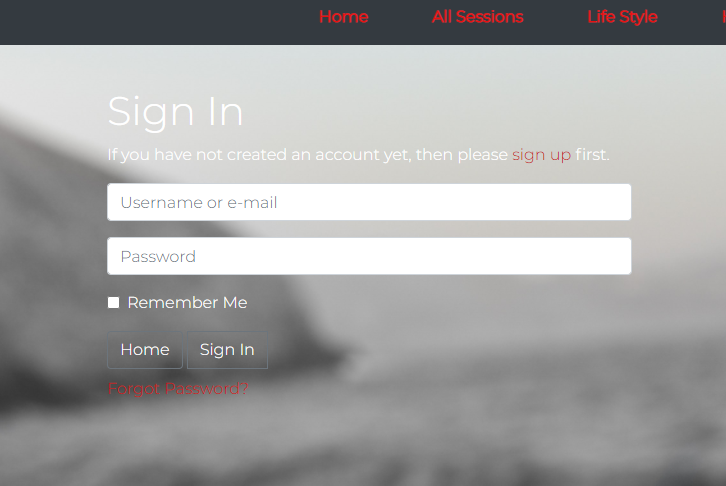 Home All Sessions Life Style
Sign In
If you have not created an account yet, then please sign up first.
Username or e-mail
Password
Remember Me
Home Sign In
Forgot Password?